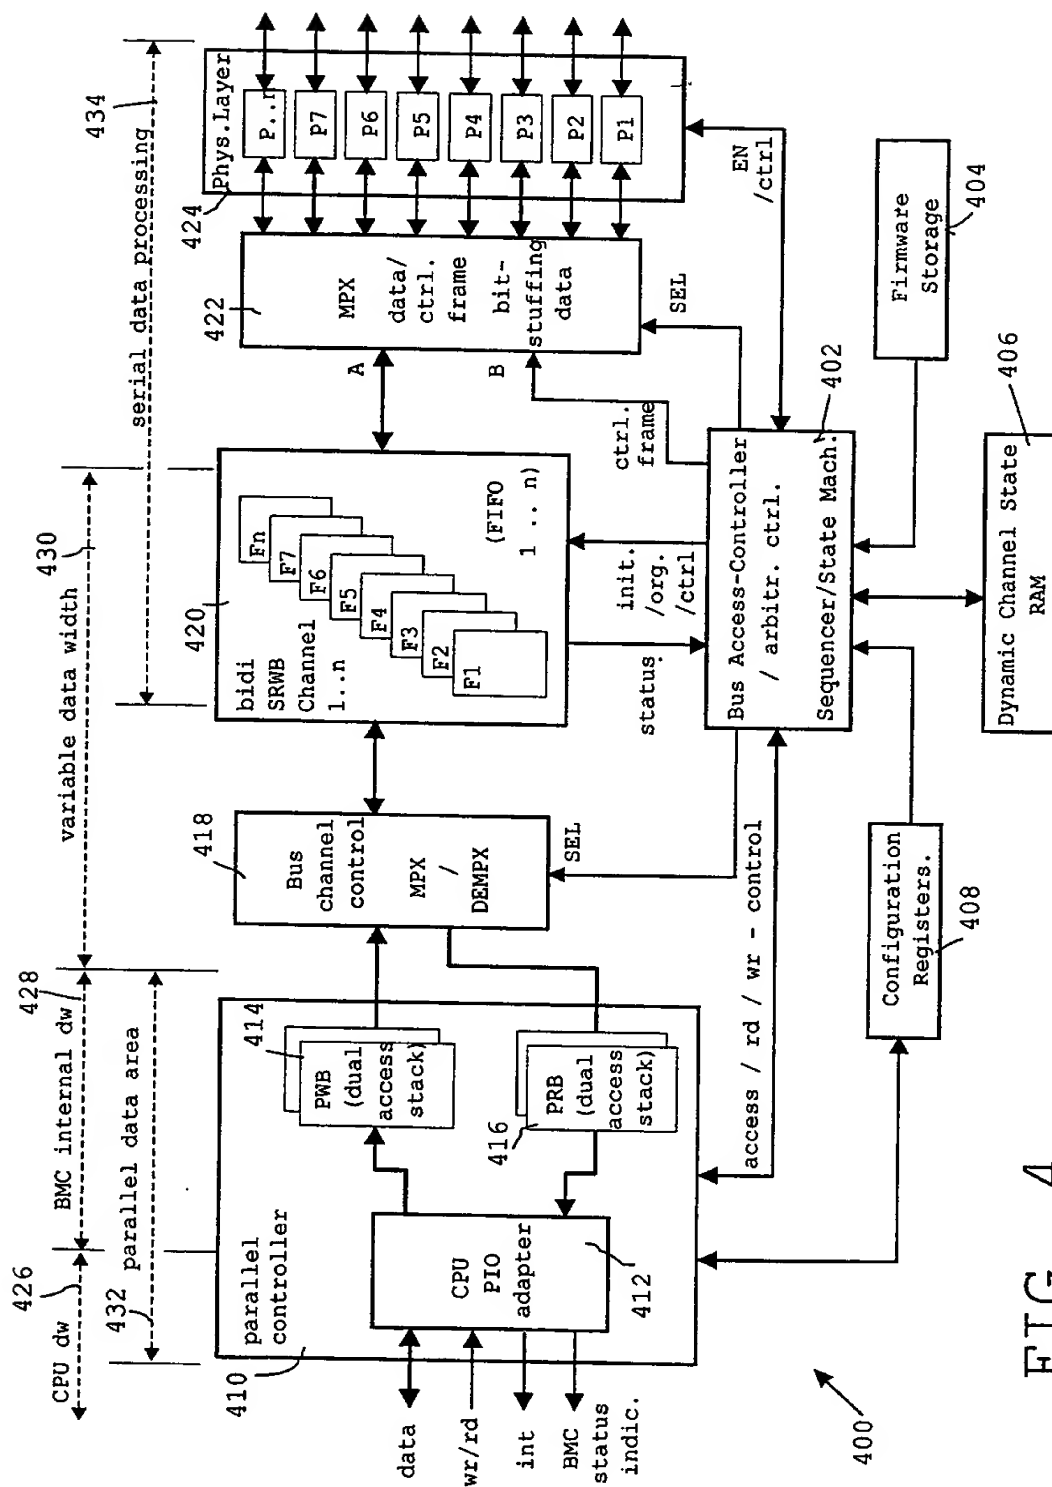 CPU dw
426
BMC internal dw
428
variable data width
430
432
parallel data area
serial data processing
434
410
parallel
controller
data
wr/rd
int
BMC
status
indic.
CPU
PIO
adapter
412
414
PWB
(dual
access
stack)
416
PRB
(dual
access
stack)
418
Bus
channel
control
MPX
/
DEMPX
SEL
420
bidi
SRWB
Channel
1..n
F1
F2
F3
F4
F5
F6
F7
Fn
(FIFO
1 .. n)
A
B
422
MPX
data/
ctrl.
frame
bit-
stuffing
data
SEL
424
Phys.Layer
P..n
P7
P6
P5
P4
P3
P2
P1
EN
/ctrl
status.
init.
/org.
/ctrl
ctrl.
frame
access / rd / wr - control
Bus Access-Controller
/ arbitr. ctrl.
Sequencer/State Mach.
402
Firmware
Storage
404
Dynamic Channel State
RAM
406
Configuration
Registers.
408
400
FIG 4